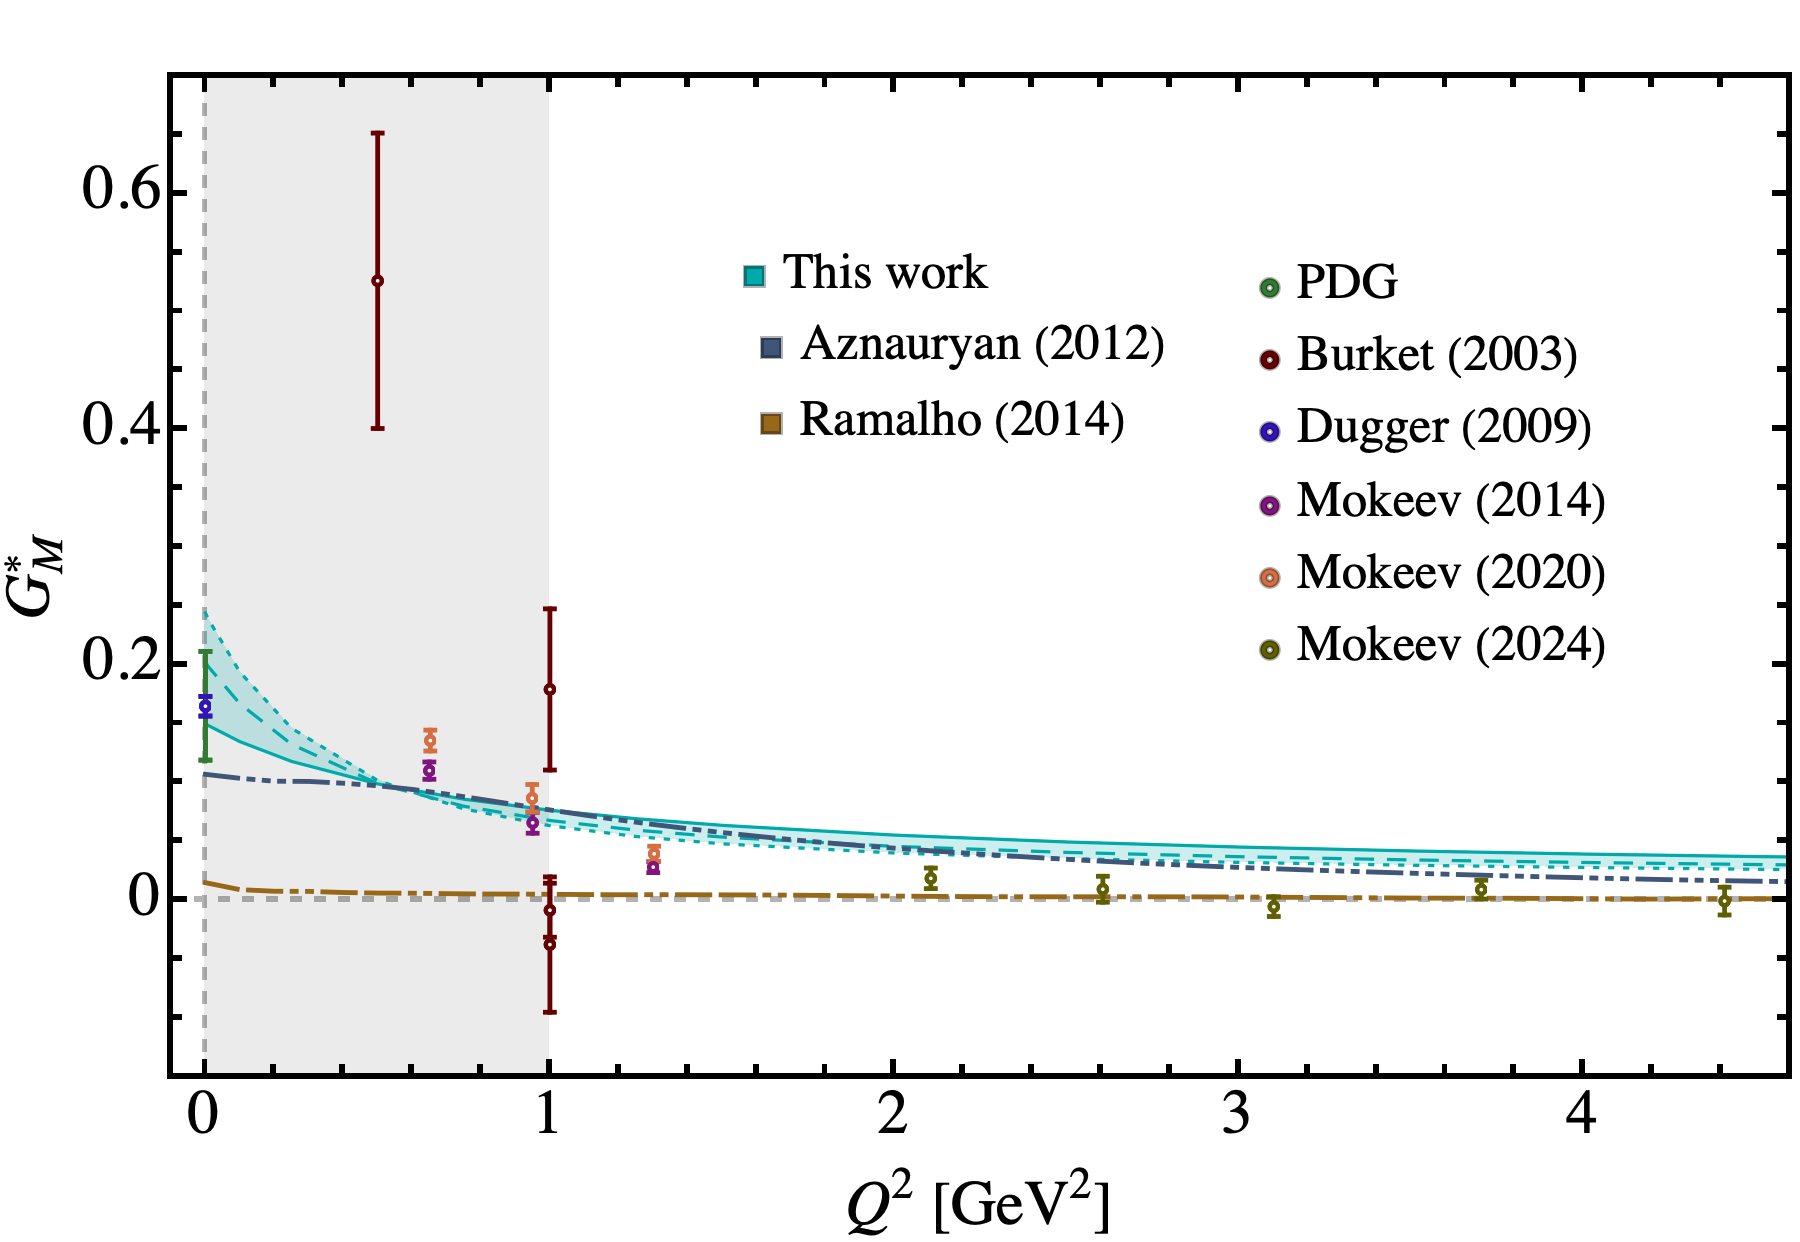 0.6
0.4
0.2
0
G*M
This work
Aznauryan (2012)
Ramalho (2014)
PDG
Burket (2003)
Dugger (2009)
Mokeev (2014)
Mokeev (2020)
Mokeev (2024)
0 1 2 3 4
Q² [GeV²]